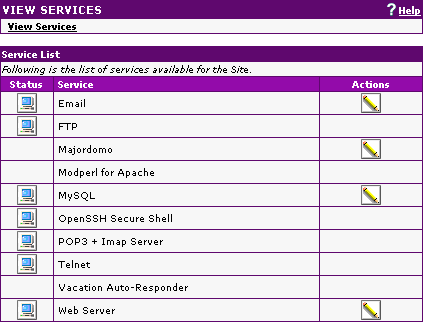 VIEW SERVICES ? Help
View Services
Service List
Following is the list of services available for the Site.
Status Service Actions
Email
FTP
Majordomo
Modperl for Apache
MySQL
OpenSSH Secure Shell
POP3 + Imap Server
Telnet
Vacation Auto-Responder
Web Server